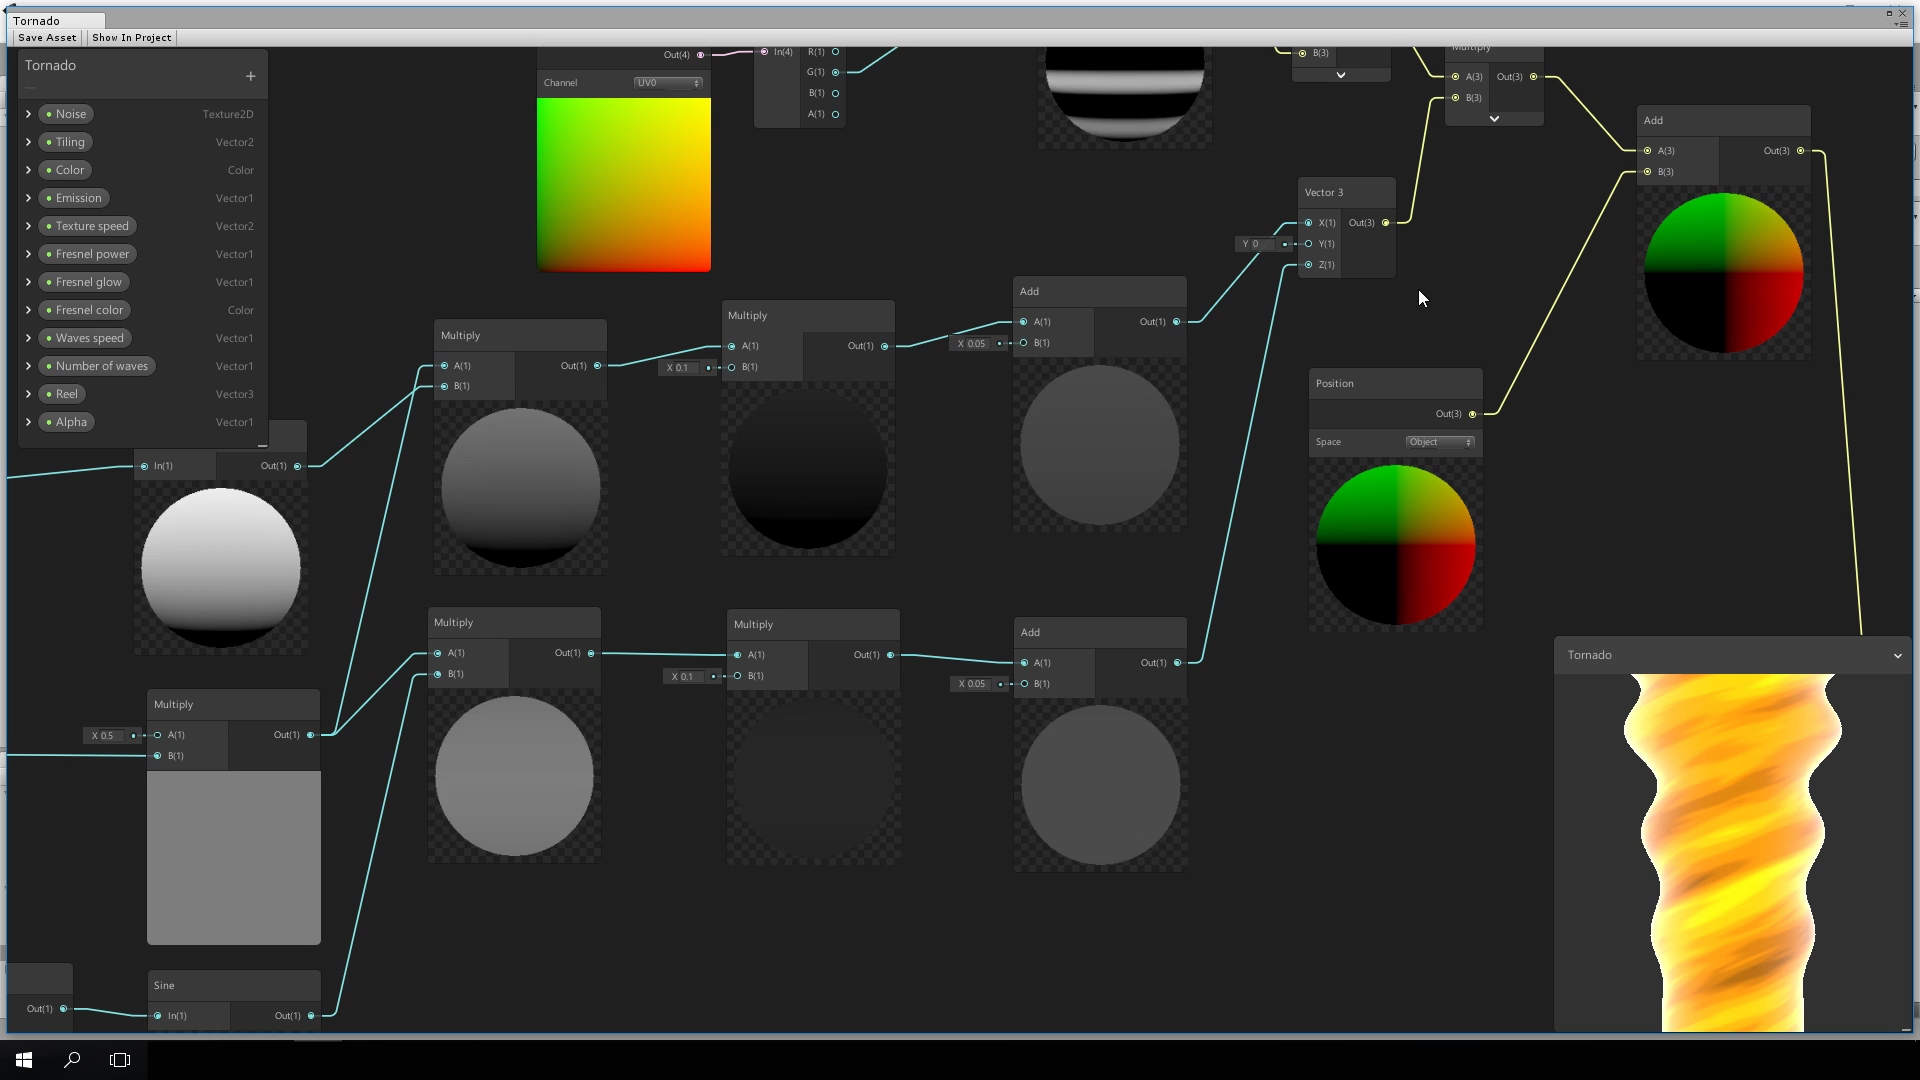 Tornado
Save Asset
Show In Project
Tornado
+
Noise Texture2D
Tiling Vector2
Color Color
Emission Vector1
Texture speed Vector2
Fresnel power Vector1
Fresnel glow Vector1
Fresnel color Color
Waves speed Vector1
Number of waves Vector1
Reel Vector3
Alpha Vector1
In(1) Out(1)
Out(4)
Channel UV0
In(4) R(1)
G(1)
B(1)
A(1)
B(3)
Multiply
A(3) Out(3)
B(3)
Add
A(3) Out(3)
B(3)
Vector 3
X(1) Out(3)
Y 0 Y(1)
Z(1)
Add
A(1) Out(1)
X 0.05 B(1)
Multiply
A(1) Out(1)
X 0.1 B(1)
Multiply
A(1) Out(1)
B(1)
Position
Out(3)
Space Object
Multiply
A(1) Out(1)
B(1)
Multiply
A(1) Out(1)
X 0.1 B(1)
Add
A(1) Out(1)
X 0.05 B(1)
Multiply
X 0.5 A(1) Out(1)
B(1)
Out(1)
Sine
In(1) Out(1)
Tornado